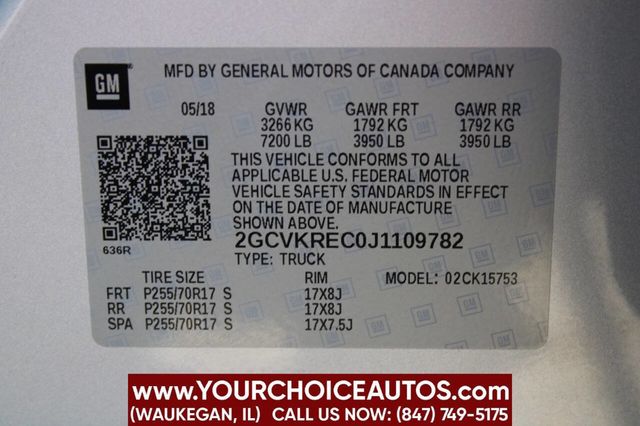 GM
MFD BY GENERAL MOTORS OF CANADA COMPANY
05/18 GVWR GAWR FRT GAWR RR
3266 KG 1792 KG 1792 KG
7200 LB 3950 LB 3950 LB
THIS VEHICLE CONFORMS TO ALL
APPLICABLE U.S. FEDERAL MOTOR
VEHICLE SAFETY STANDARDS IN EFFECT
ON THE DATE OF MANUFACTURE
SHOWN ABOVE.
636R
2GCVKREC0J1109782
TYPE: TRUCK
TIRE SIZE RIM MODEL: 02CK15753
FRT P255/70R17 S 17X8J
RR P255/70R17 S 17X8J
SPA P255/70R17 S 17X7.5J
WWW.YOURCHOICEAUTOS.COM
(WAUKEGAN, IL) CALL US NOW: (847) 749-5175